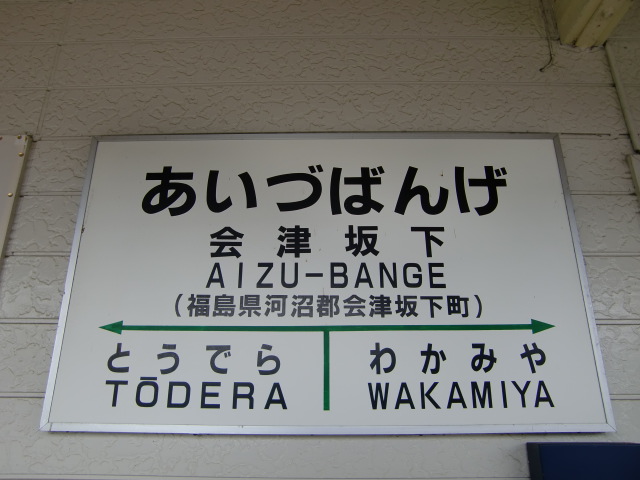 あいづばんげ
会津坂下
AIZU-BANGE
(福島県河沼郡会津坂下町)
とうでら わかみや
TŌDERA WAKAMIYA